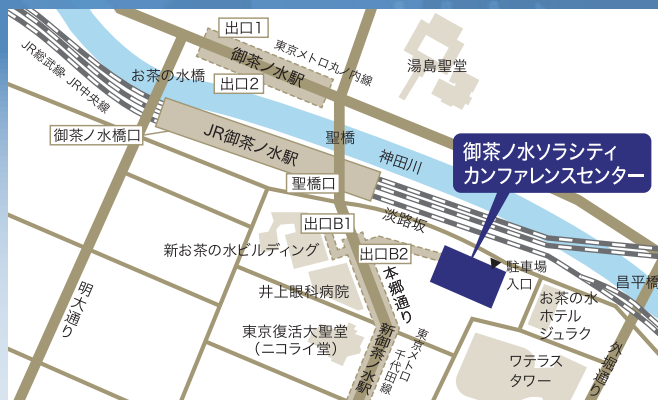 出口1
御茶ノ水駅
東京メトロ丸ノ内線
出口2
お茶の水橋
JR総武線・JR中央線
湯島聖堂
御茶ノ水橋口
JR御茶ノ水駅
聖橋
神田川
御茶ノ水ソラシティ
カンファレンスセンター
聖橋口
淡路坂
出口B1
出口B2
新お茶の水ビルディング
本郷通り
駐車場
入口
昌平橋
井上眼科病院
お茶の水
ホテル
ジュラク
明大通り
東京復活大聖堂
(ニコライ堂)
新御茶ノ水駅
東京メトロ
千代田線
外堀通り
ワテラス
タワー